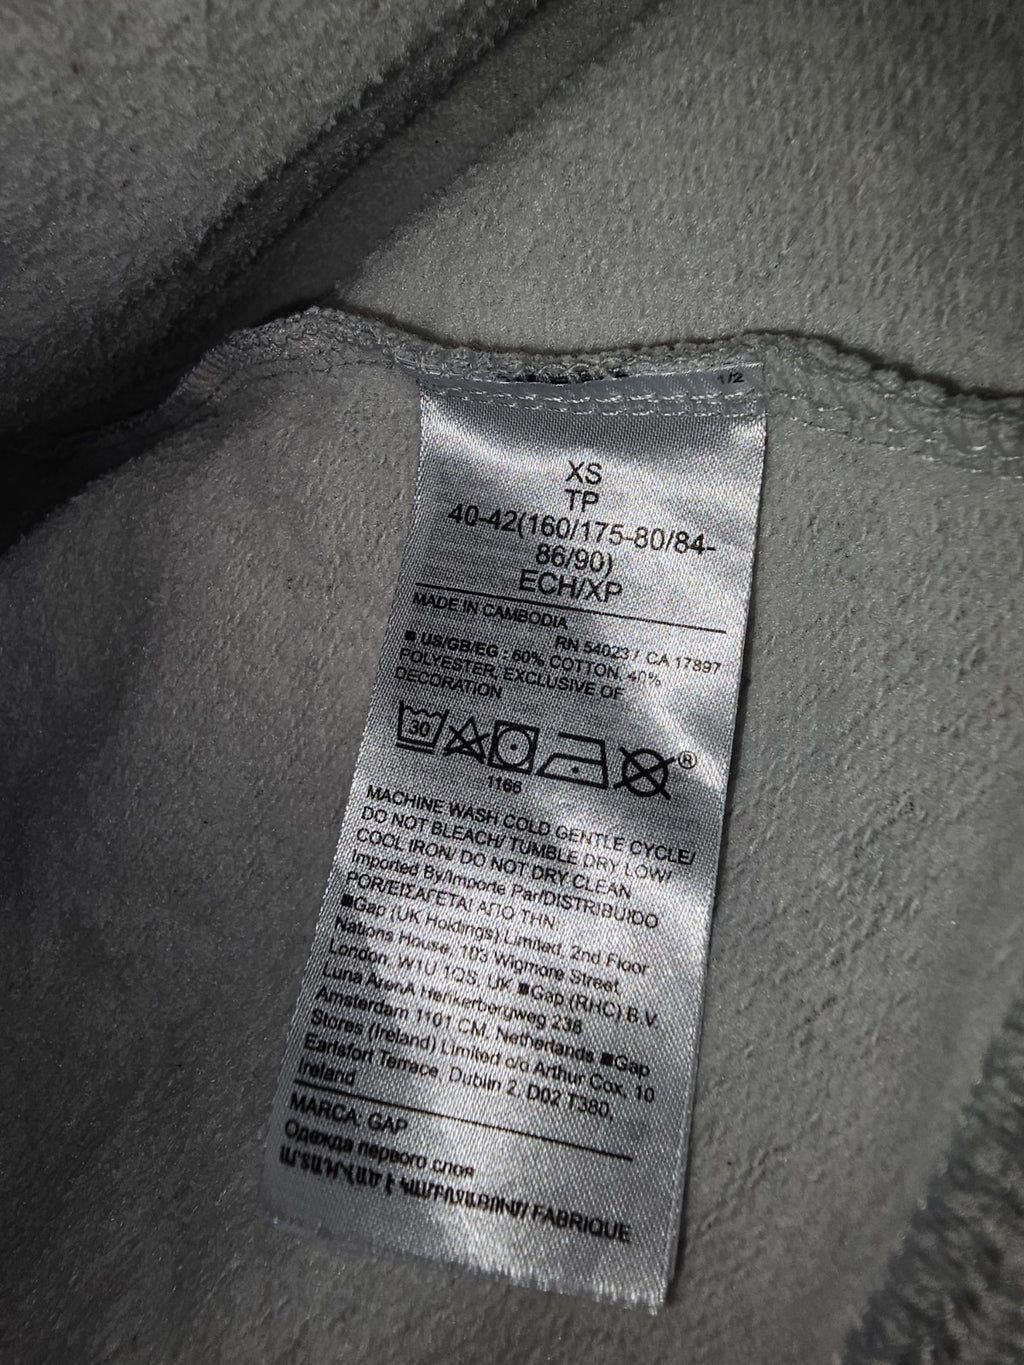 1/2
XS
TP
40-42(160/175-80/84-
86/90)
ECH/XP
MADE IN CAMBODIA
RN 54023 / CA 17897
■ US/GB/EG : 60% COTTON, 40%
POLYESTER, EXCLUSIVE OF
DECORATION
30
®
1166
MACHINE WASH COLD GENTLE CYCLE/
DO NOT BLEACH/ TUMBLE DRY LOW/
COOL IRON/ DO NOT DRY CLEAN
Imported By/Importe Par/DISTRIBUIDO
POR/ΕΙΣΑΓΕΤΑΙ ΑΠΟ ΤΗΝ
■Gap (UK Holdings) Limited, 2nd Floor
Nations House, 103 Wigmore Street
London, W1U 1QS, UK ■Gap (RHC) B.V.
Luna ArenA Herikerbergweg 238
Amsterdam 1101 CM, Netherlands ■Gap
Stores (Ireland) Limited c/o Arthur Cox, 10
Earlsfort Terrace, Dublin 2, D02 T380,
Ireland
MARCA: GAP
Одежда первого слоя
FABRIQUE